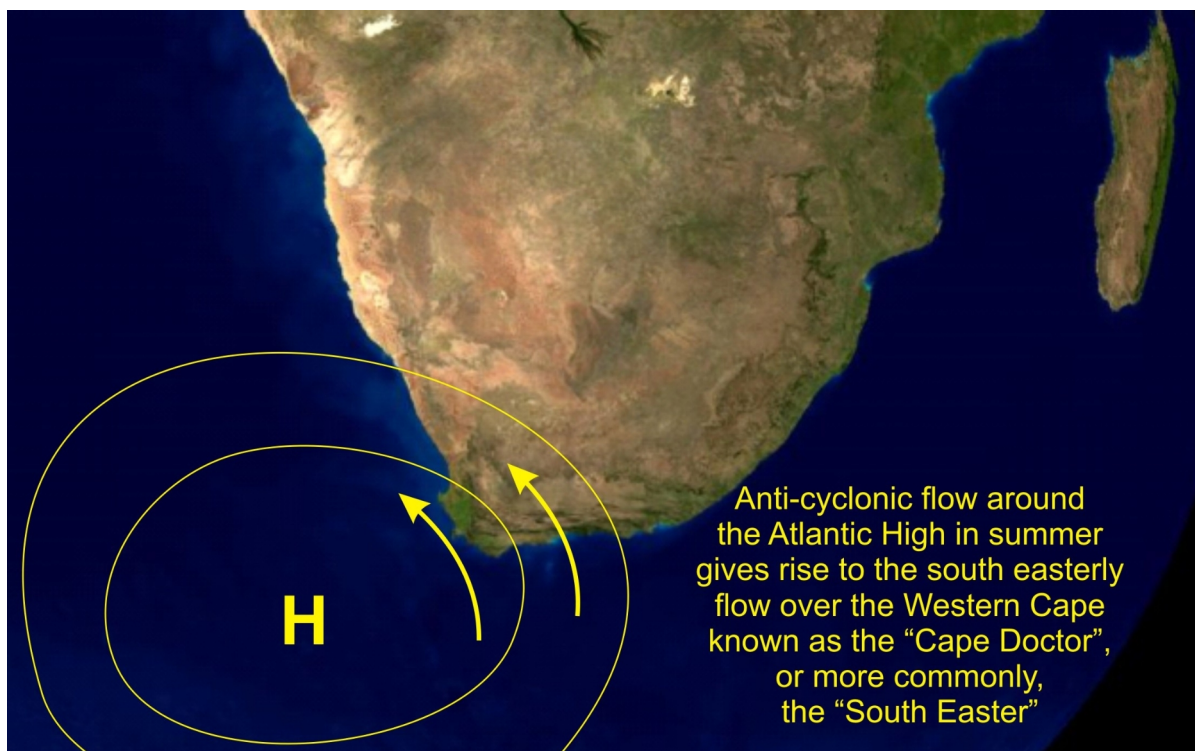 H
Anti-cyclonic flow around
the Atlantic High in summer
gives rise to the south easterly
flow over the Western Cape
known as the “Cape Doctor”,
or more commonly,
the “South Easter”